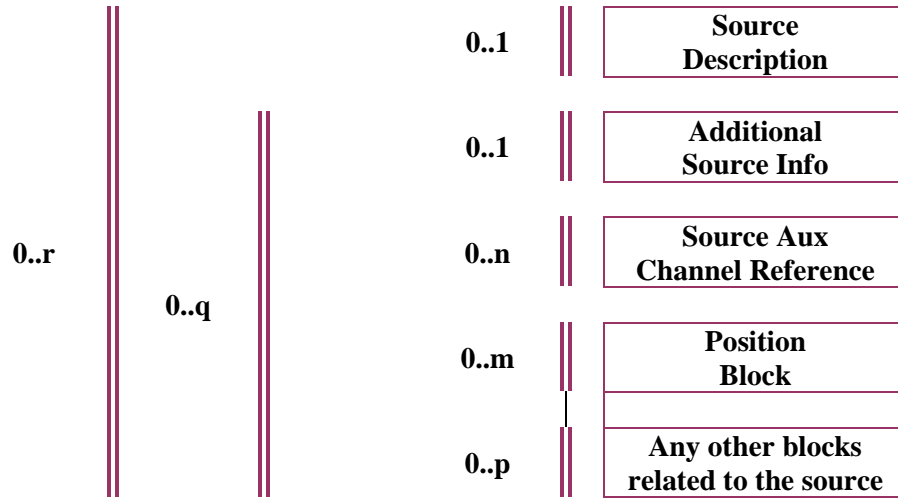 0..1
Source
Description
0..1
Additional
Source Info
0..r
0..n
Source Aux
Channel Reference
0..q
0..m
Position
Block
0..p
Any other blocks
related to the source